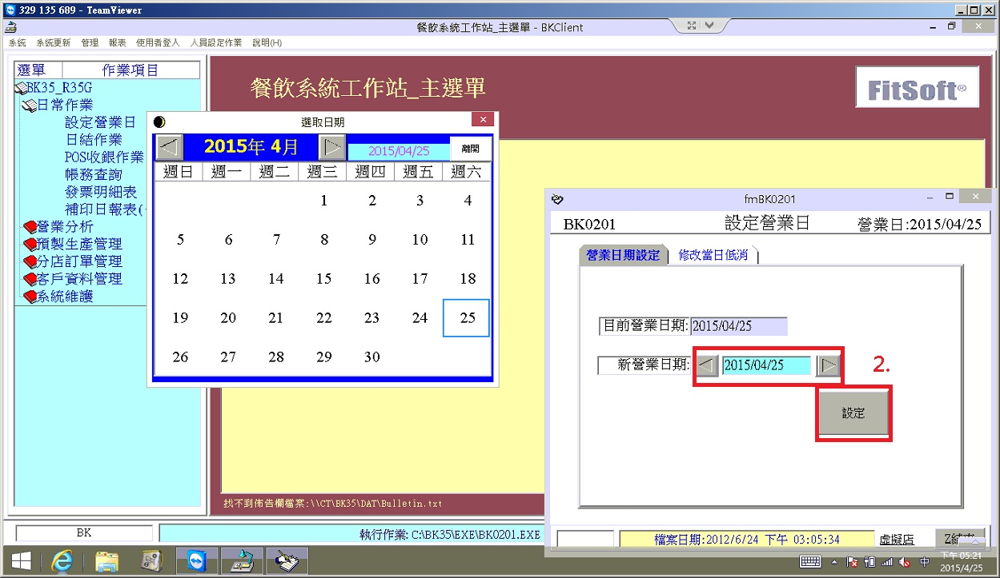 329 135 689 - TeamViewer
餐飲系統工作站_主選單 - BKClient
系統 系統更新 管理 報表 使用者登入 人員設定作業 說明(H)
選單 作業項目
BK35_R35G
日常作業
設定營業日
日結作業
POS收銀作業
帳務查詢
發票明細表
補印日報表(
營業分析
預製生產管理
分店訂單管理
客戶資料管理
系統維護
餐飲系統工作站_主選單
FitSoft®
選取日期
2015年 4月 2015/04/25 離開
週日 週一 週二 週三 週四 週五 週六
1 2 3 4
5 6 7 8 9 10 11
12 13 14 15 16 17 18
19 20 21 22 23 24 25
26 27 28 29 30
fmBK0201
BK0201 設定營業日 營業日:2015/04/25
營業日期設定 修改當日低消
目前營業日期: 2015/04/25
新營業日期: 2015/04/25
2.
設定
檔案日期:2012/6/24 下午 03:05:34 虛擬店
找不到佈告欄檔案:\\CT\BK35\DAT\Bulletin.txt
BK 執行作業: C:\BK35\EXE\BK0201.EXE
中
下午 05:21
2015/4/25